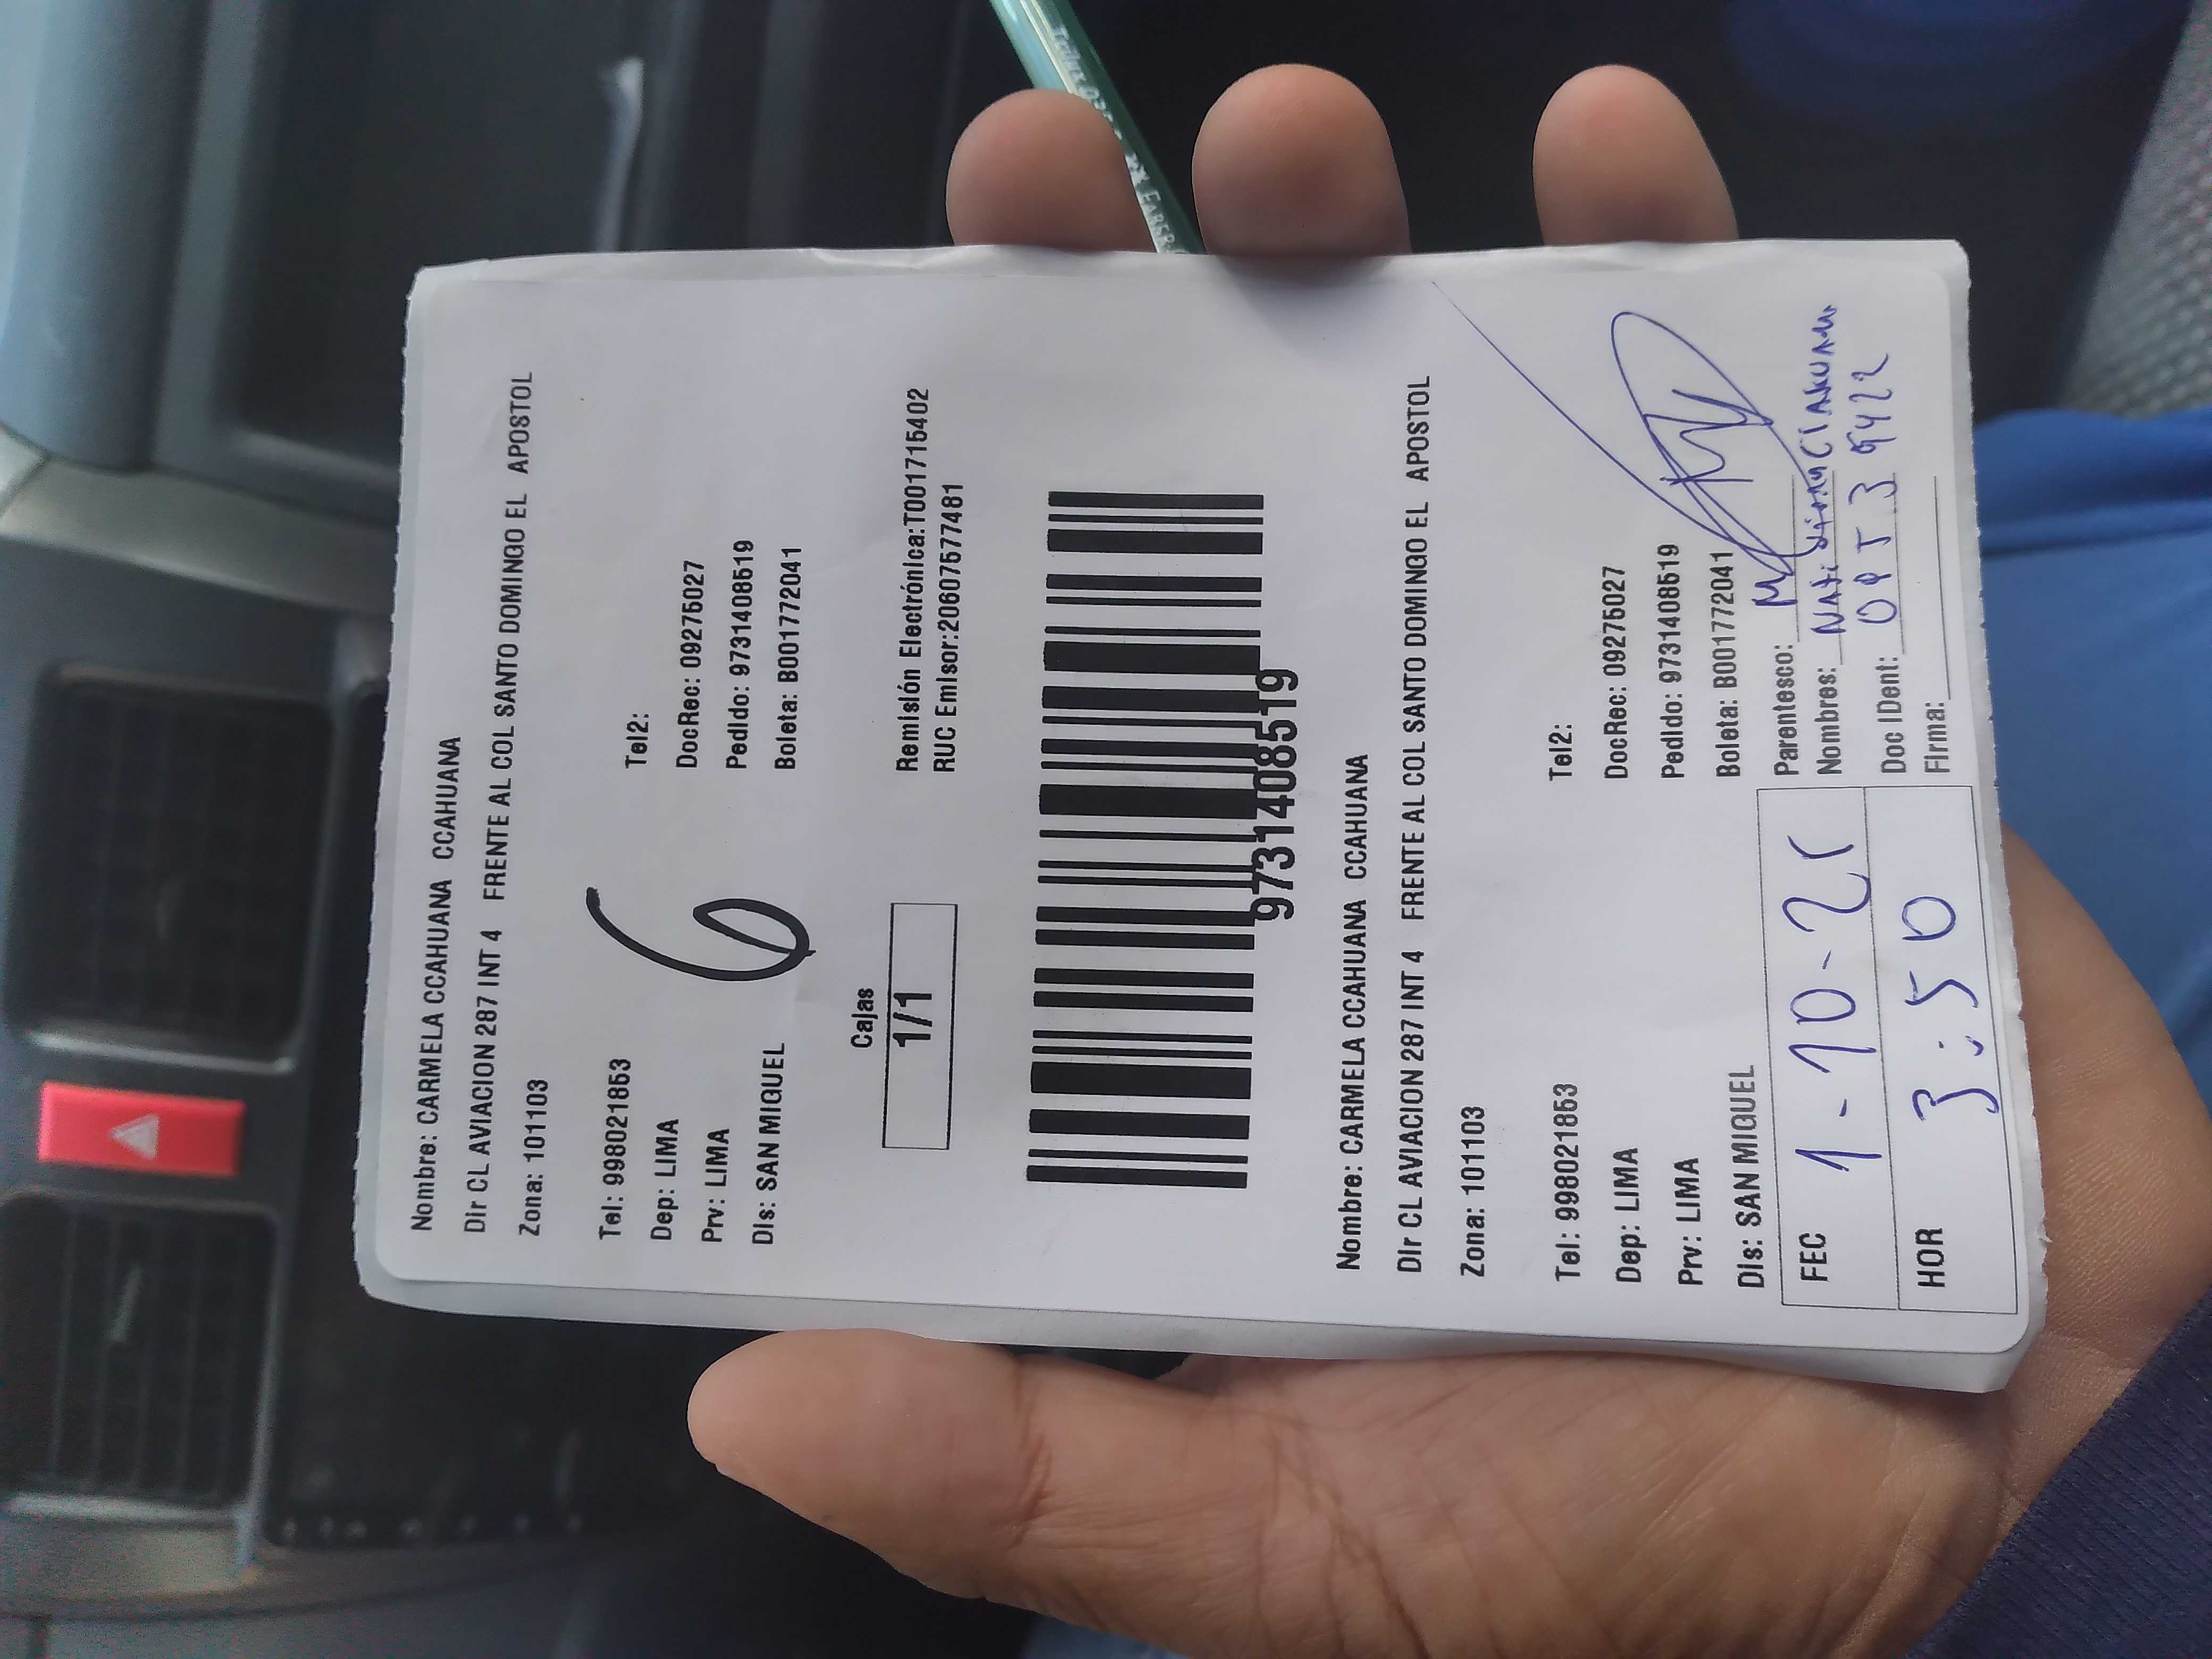 Nombre: CARMELA CCAHUANA CCAHUANA
Dir CL AVIACION 287 INT 4 FRENTE AL COL SANTO DOMINGO EL APOSTOL
Zona: 101103
Tel: 998021853 Tel2:
Dep: LIMA DocRec: 09275027
Prv: LIMA Pedido: 97314085519
Dis: SAN MIGUEL Boleta: B001772041
6
Cajas
1/1
Remisión Electrónica:T001715402
RUC Emisor:20607577481
97314085519
Nombre: CARMELA CCAHUANA CCAHUANA
Dir CL AVIACION 287 INT 4 FRENTE AL COL SANTO DOMINGO EL APOSTOL
Zona: 101103
Tel: 998021853 Tel2:
Dep: LIMA DocRec: 09275027
Prv: LIMA Pedido: 97314085519
Dis: SAN MIGUEL Boleta: B001772041
FEC 1-10-25
HOR 3:50
Parentesco:
Nombres:
Doc IDent:
Firma: